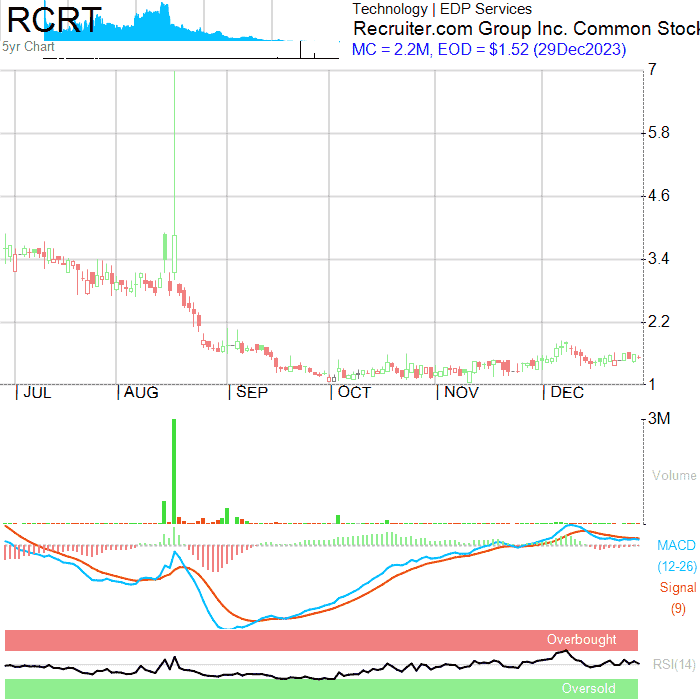 RCRT
5yr Chart
Technology | EDP Services
Recruiter.com Group Inc. Common Stock
MC = 2.2M, EOD = $1.52 (29Dec2023)
7
5.8
4.6
3.4
2.2
1
JUL
AUG
SEP
OCT
NOV
DEC
3M
Volume
MACD
(12-26)
Signal
(9)
Overbought
RSI(14)
Oversold